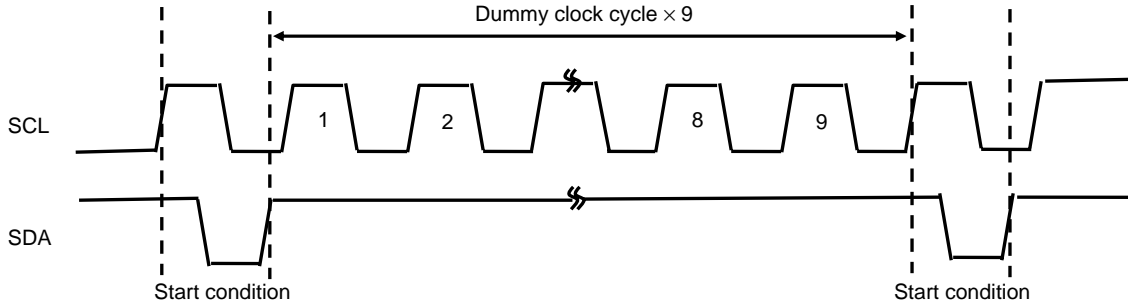 Dummy clock cycle × 9
SCL
1
2
8
9
SDA
Start condition
Start condition